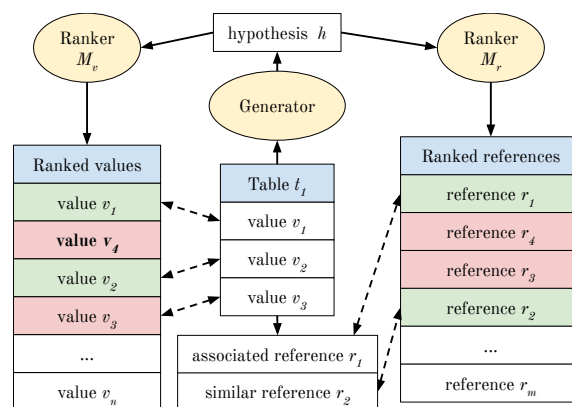 Ranker
M_v
hypothesis h
Ranker
M_r
Generator
Ranked values
value v_1
value v_4
value v_2
value v_3
...
value v_n
Table t_1
value v_1
value v_2
value v_3
associated reference r_1
similar reference r_2
Ranked references
reference r_1
reference r_4
reference r_3
reference r_2
...
reference r_m